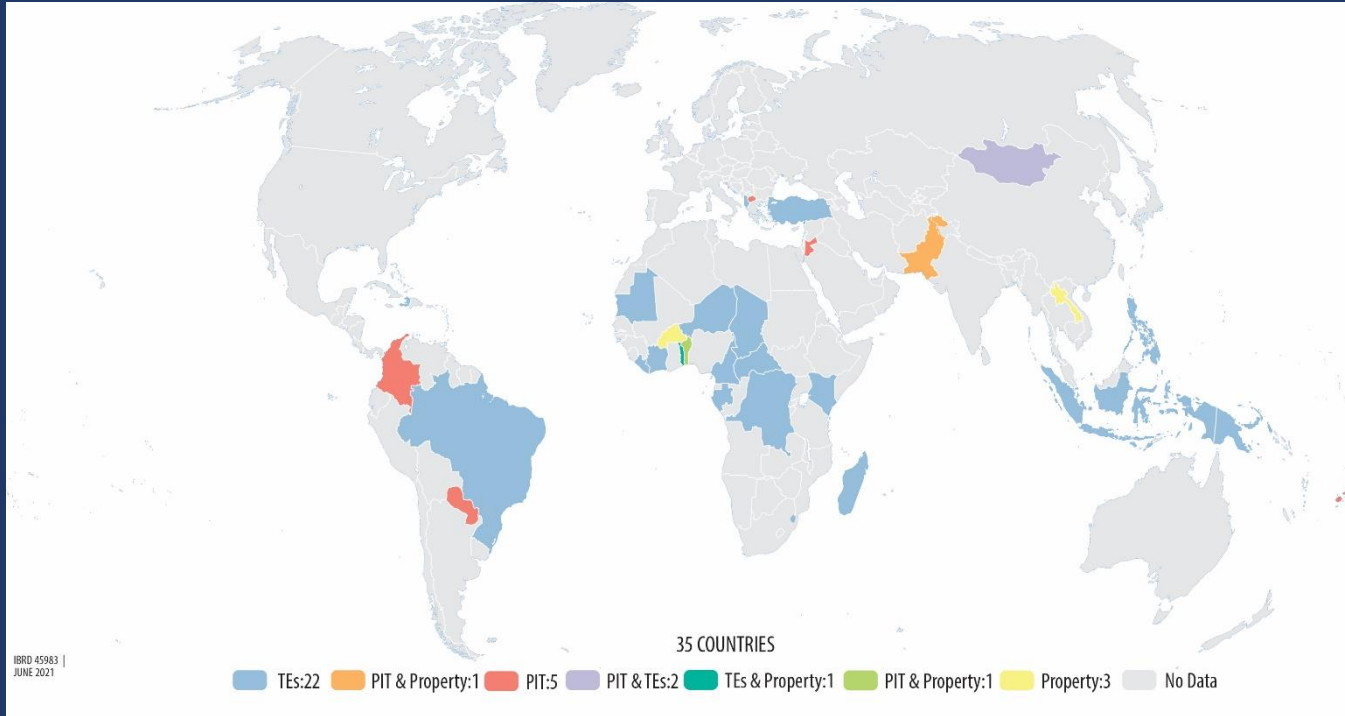 35 COUNTRIES
IBRD 45983 |
JUNE 2021
TEs:22 PIT & Property:1 PIT:5 PIT & TEs:2 TEs & Property:1 PIT & Property:1 Property:3 No Data